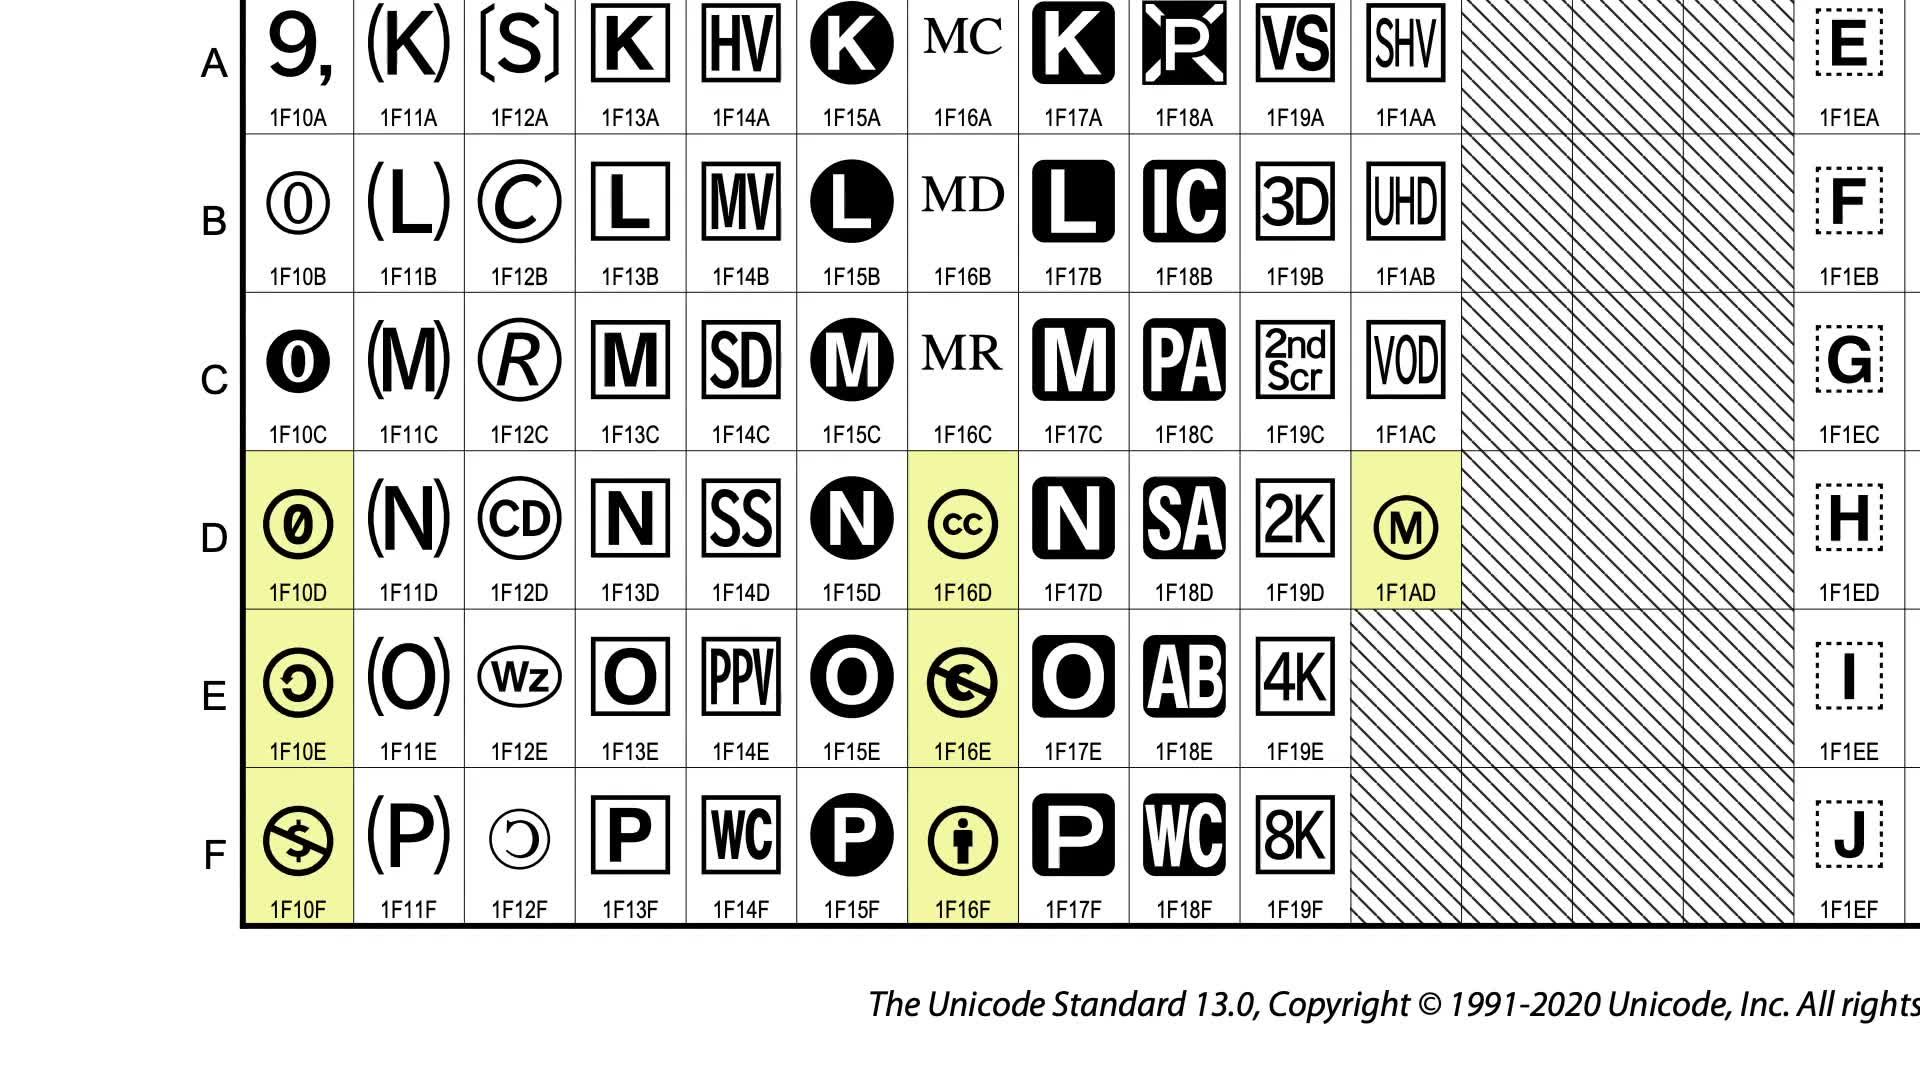 A 9, (K) 〔S〕 K HV K MC K R VS SHV E
1F10A 1F11A 1F12A 1F13A 1F14A 1F15A 1F16A 1F17A 1F18A 1F19A 1F1AA 1F1EA
B 0 (L) C L MV L MD L IC 3D UHD F
1F10B 1F11B 1F12B 1F13B 1F14B 1F15B 1F16B 1F17B 1F18B 1F19B 1F1AB 1F1EB
C 0 (M) R M SD M MR M PA 2nd Scr VOD G
1F10C 1F11C 1F12C 1F13C 1F14C 1F15C 1F16C 1F17C 1F18C 1F19C 1F1AC 1F1EC
D 0 (N) CD N SS N cc N SA 2K M H
1F10D 1F11D 1F12D 1F13D 1F14D 1F15D 1F16D 1F17D 1F18D 1F19D 1F1AD 1F1ED
E (O) Wz O PPV O C O AB 4K I
1F10E 1F11E 1F12E 1F13E 1F14E 1F15E 1F16E 1F17E 1F18E 1F19E 1F1EE
F $ (P) Ɔ P WC P P WC 8K J
1F10F 1F11F 1F12F 1F13F 1F14F 1F15F 1F16F 1F17F 1F18F 1F19F 1F1EF
The Unicode Standard 13.0, Copyright © 1991-2020 Unicode, Inc. All rights